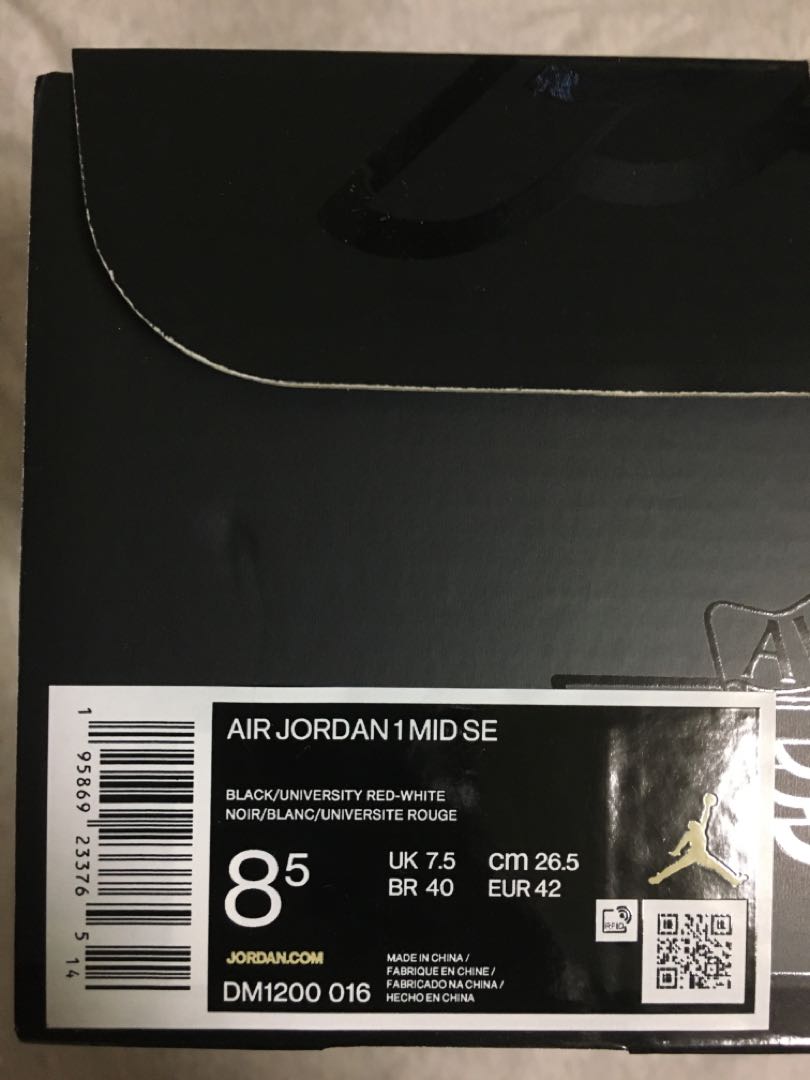 AIR JORDAN 1 MID SE
BLACK/UNIVERSITY RED-WHITE
NOIR/BLANC/UNIVERSITE ROUGE
85
UK 7.5 cm 26.5
BR 40 EUR 42
JORDAN.COM
DM1200 016
MADE IN CHINA /
FABRIQUE EN CHINE /
FABRICADO NA CHINA /
HECHO EN CHINA
RFID
1 95869 23376 5 14